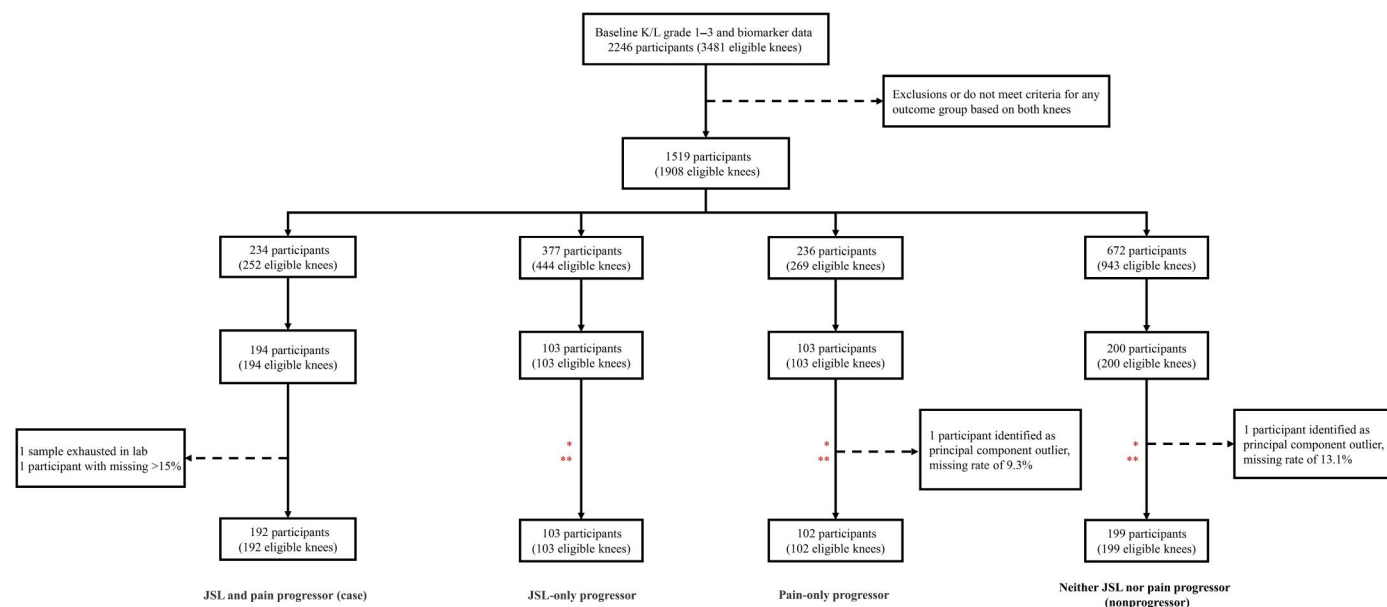 Baseline K/L grade 1–3 and biomarker data
2246 participants (3481 eligible knees)
Exclusions or do not meet criteria for any
outcome group based on both knees
1519 participants
(1908 eligible knees)
234 participants
(252 eligible knees)
377 participants
(444 eligible knees)
236 participants
(269 eligible knees)
672 participants
(943 eligible knees)
194 participants
(194 eligible knees)
103 participants
(103 eligible knees)
103 participants
(103 eligible knees)
200 participants
(200 eligible knees)
1 sample exhausted in lab
1 participant with missing >15%
*
**
*
**
1 participant identified as
principal component outlier,
missing rate of 9.3%
*
**
1 participant identified as
principal component outlier,
missing rate of 13.1%
192 participants
(192 eligible knees)
103 participants
(103 eligible knees)
102 participants
(102 eligible knees)
199 participants
(199 eligible knees)
JSL and pain progressor (case)
JSL-only progressor
Pain-only progressor
Neither JSL nor pain progressor
(nonprogressor)